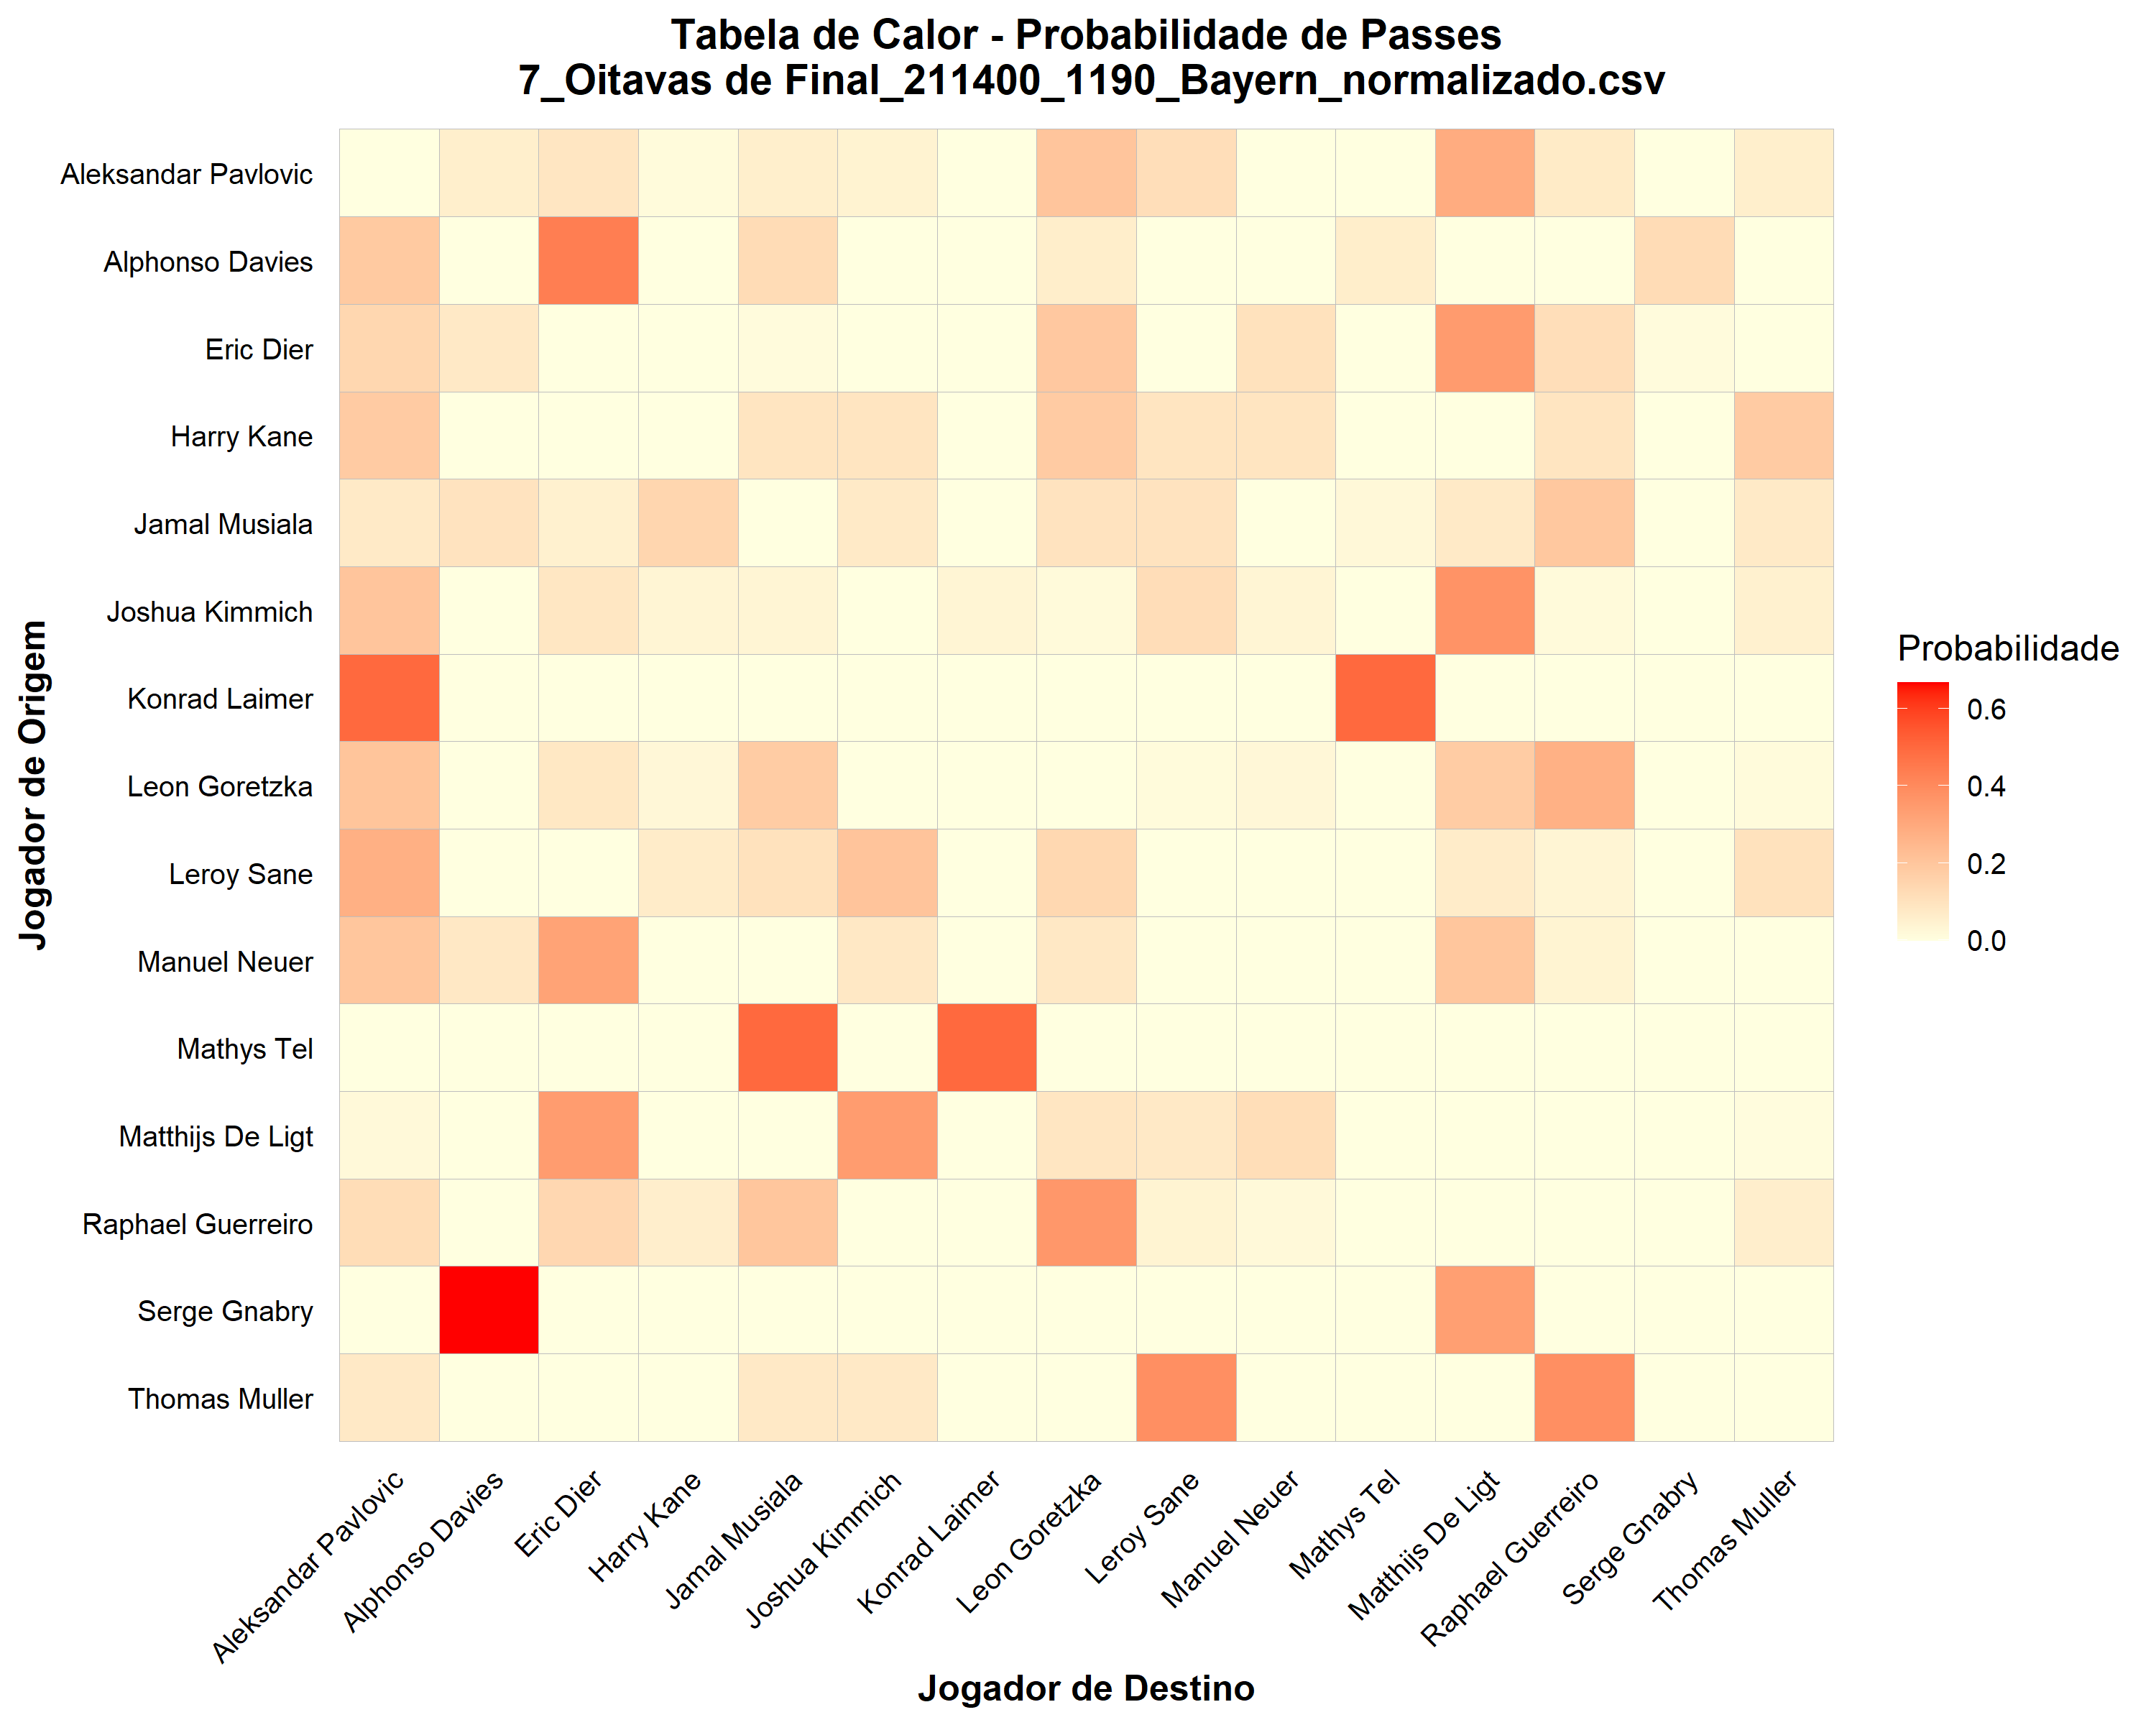 Tabela de Calor - Probabilidade de Passes
7_Oitavas de Final_211400_1190_Bayern_normalizado.csv
Jogador de Origem
Aleksandar Pavlovic
Alphonso Davies
Eric Dier
Harry Kane
Jamal Musiala
Joshua Kimmich
Konrad Laimer
Leon Goretzka
Leroy Sane
Manuel Neuer
Mathys Tel
Matthijs De Ligt
Raphael Guerreiro
Serge Gnabry
Thomas Muller
Aleksandar Pavlovic
Alphonso Davies
Eric Dier
Harry Kane
Jamal Musiala
Joshua Kimmich
Konrad Laimer
Leon Goretzka
Leroy Sane
Manuel Neuer
Mathys Tel
Matthijs De Ligt
Raphael Guerreiro
Serge Gnabry
Thomas Muller
Jogador de Destino
Probabilidade
0.6
0.4
0.2
0.0